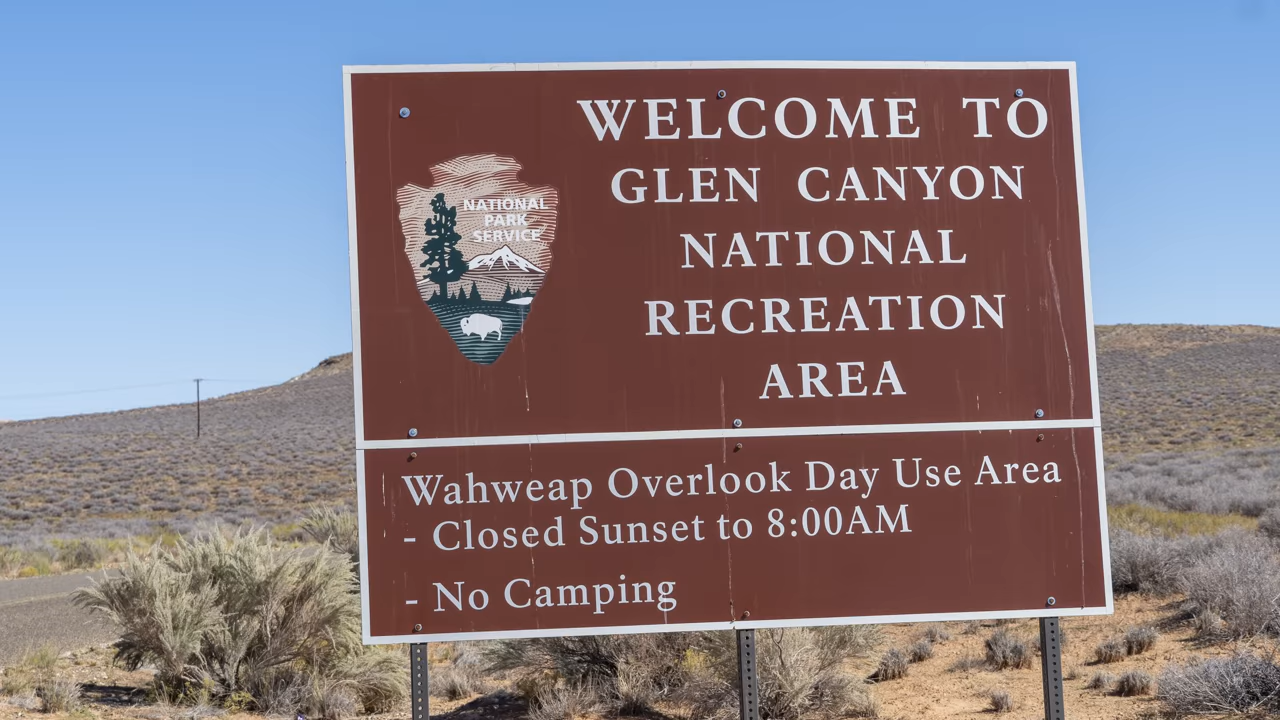 NATIONAL
PARK
SERVICE
WELCOME TO
GLEN CANYON
NATIONAL
RECREATION
AREA
Wahweap Overlook Day Use Area
- Closed Sunset to 8:00AM
- No Camping